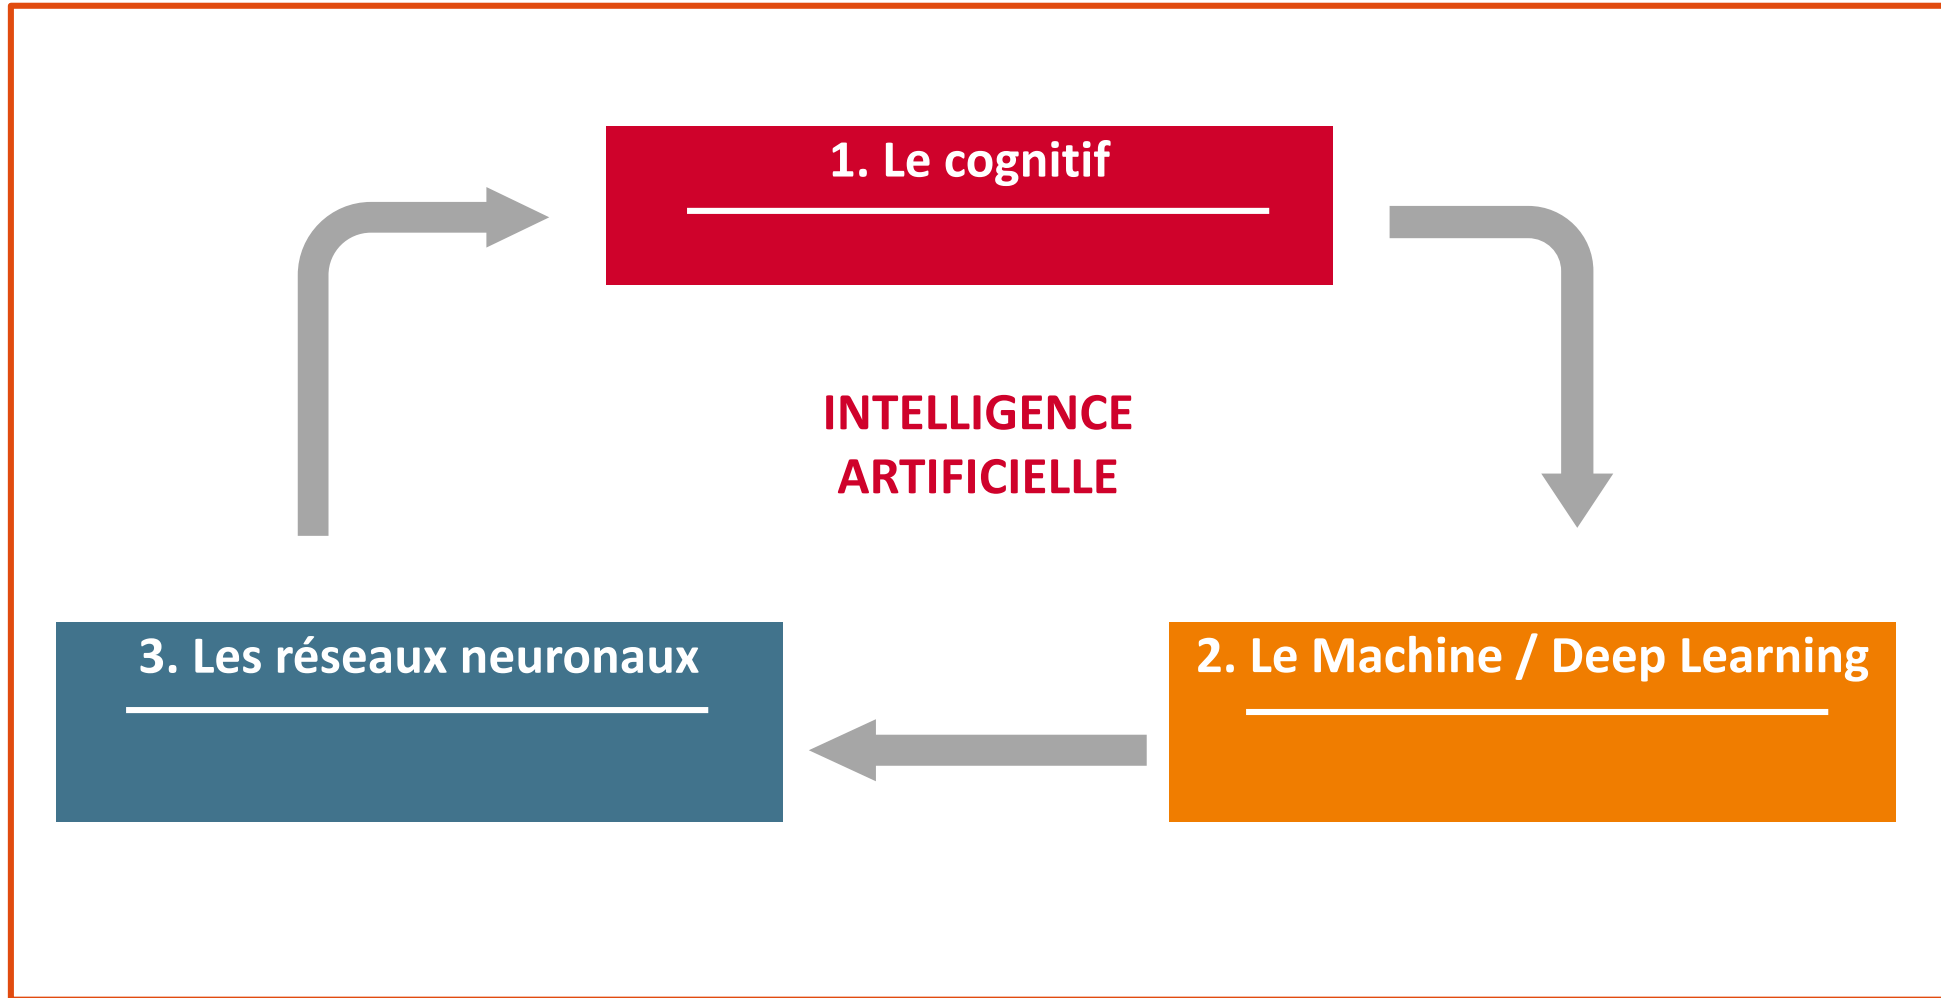 1. Le cognitif
INTELLIGENCE
ARTIFICIELLE
3. Les réseaux neuronaux
2. Le Machine / Deep Learning